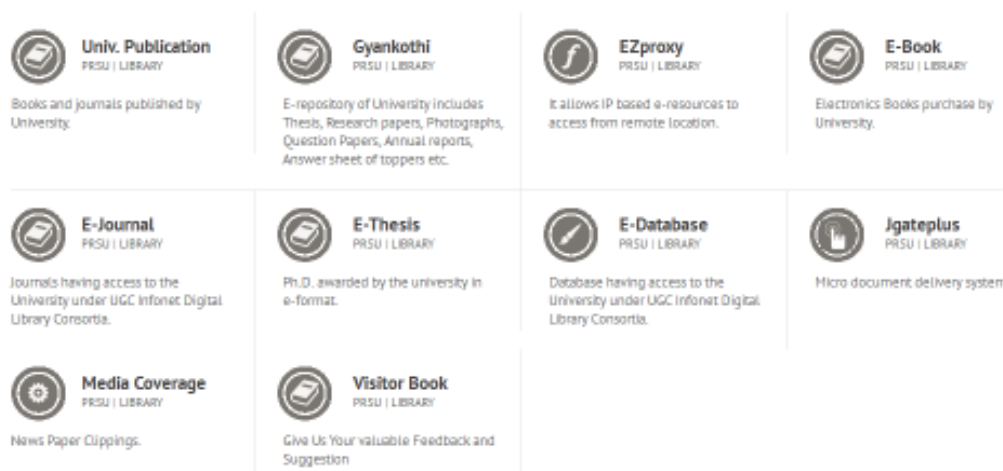 Univ. Publication
PRSU | LIBRARY
Books and journals published by
University.
Gyankothi
PRSU | LIBRARY
E-repository of University includes
Thesis, Research papers, Photographs,
Question Papers, Annual reports,
Answer sheet of toppers etc.
EZproxy
PRSU | LIBRARY
It allows IP based e-resources to
access from remote location.
E-Book
PRSU | LIBRARY
Electronics Books purchase by
University.
E-Journal
PRSU | LIBRARY
Journals having access to the
University under UGC Infonet Digital
Library Consortia.
E-Thesis
PRSU | LIBRARY
Ph.D. awarded by the university in
e-format.
E-Database
PRSU | LIBRARY
Database having access to the
University under UGC Infonet Digital
Library Consortia.
Jgateplus
PRSU | LIBRARY
Micro document delivery system
Media Coverage
PRSU | LIBRARY
News Paper Clippings.
Visitor Book
PRSU | LIBRARY
Give Us Your valuable Feedback and
Suggestion